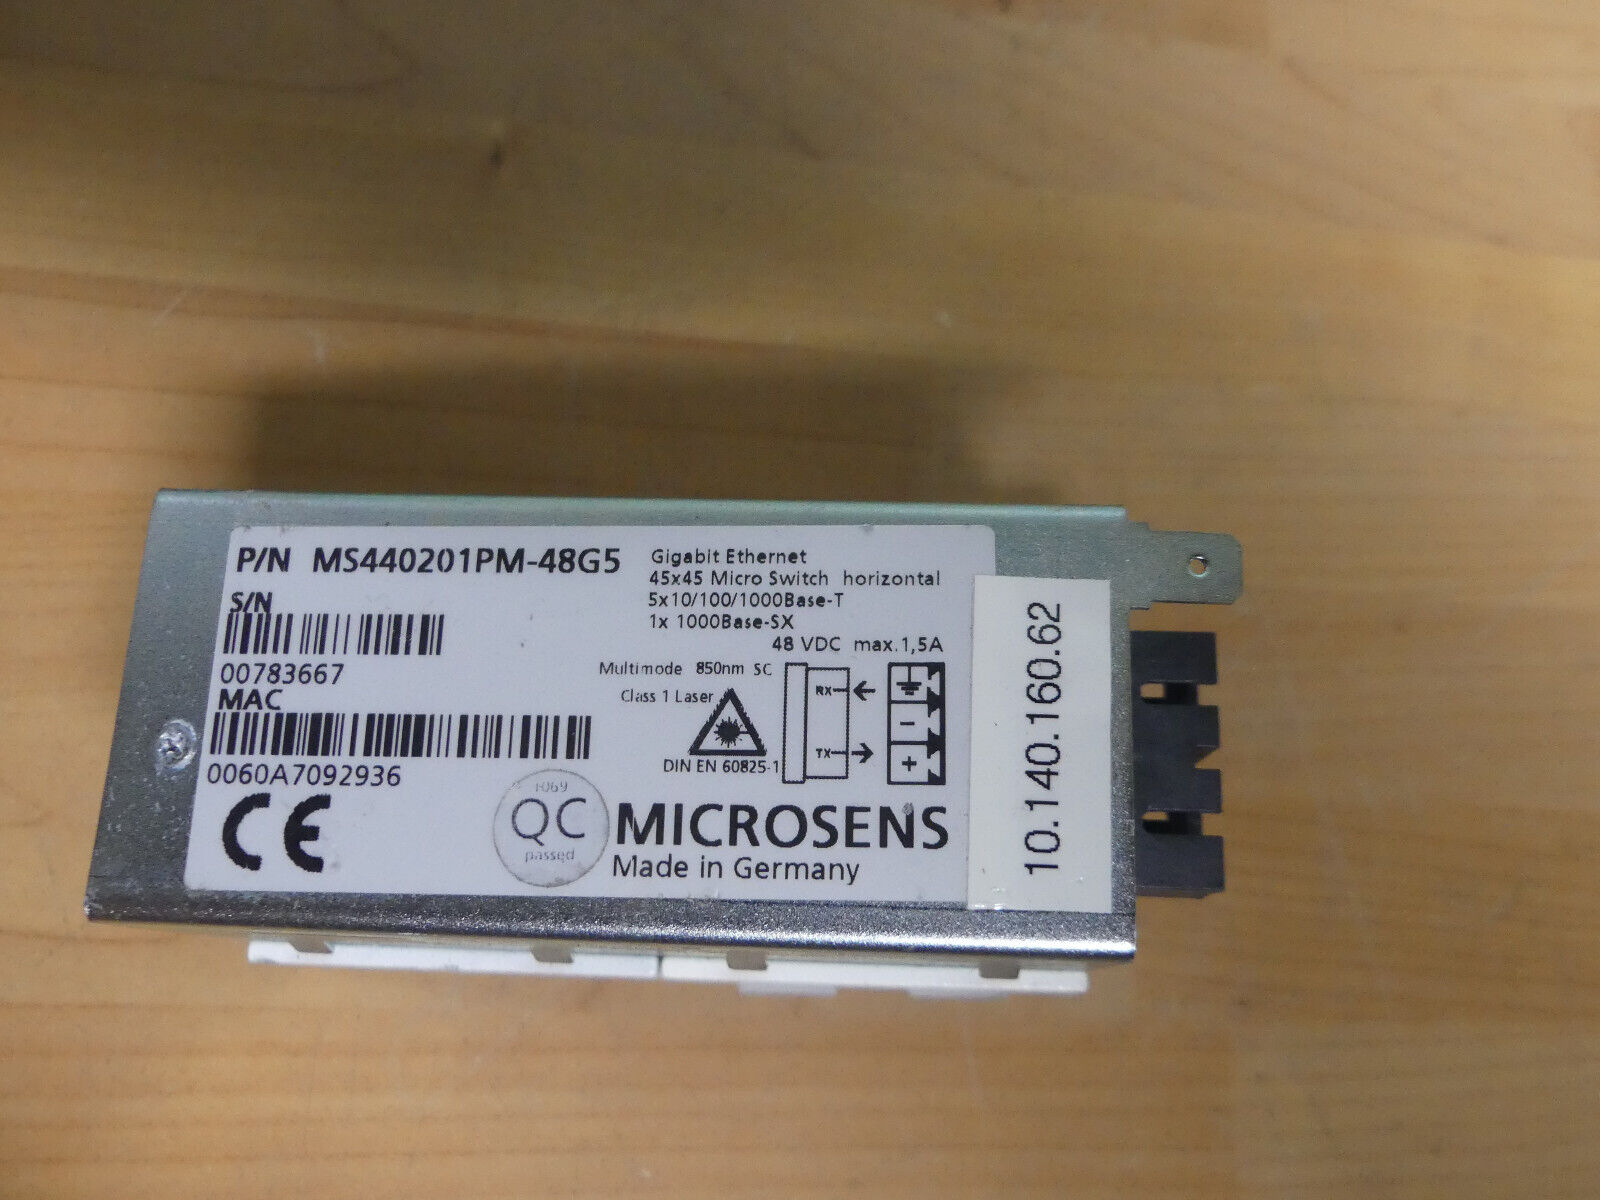 P/N MS440201PM-48G5
S/N
00783667
MAC
0060A7092936
CE
1069
QC
passed
Gigabit Ethernet
45x45 Micro Switch horizontal
5x10/100/1000Base-T
1x 1000Base-SX
48 VDC max.1,5A
Multimode 850nm SC
Class 1 Laser
DIN EN 60825-1
RX
TX
-
+
MICROSENS
Made in Germany
10.140.160.62